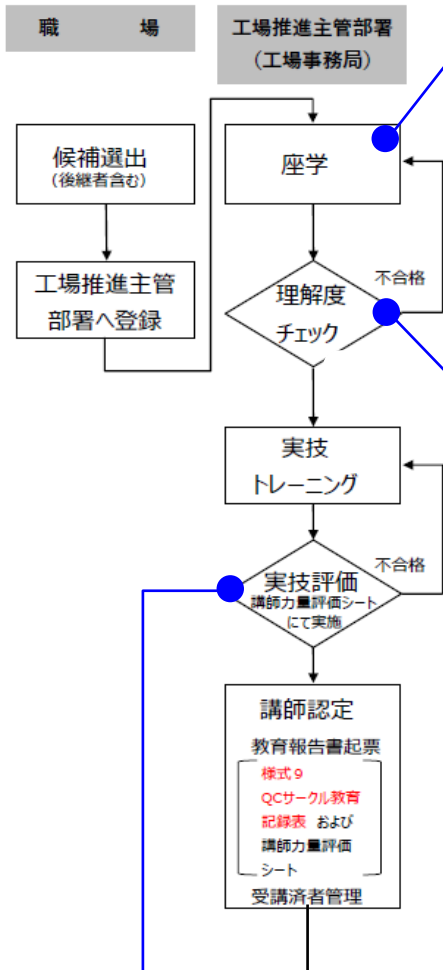 職　場
工場推進主管部署
（工場事務局）
候補選出
（後継者含む）
工場推進主管
部署へ登録
座学
理解度
チェック
不合格
実技
トレーニング
実技評価
講師力量評価シート
にて実施
不合格
講師認定
教育報告書起票
様式９
QCサークル教育
記録表 および
講師力量評価
シート
受講済者管理